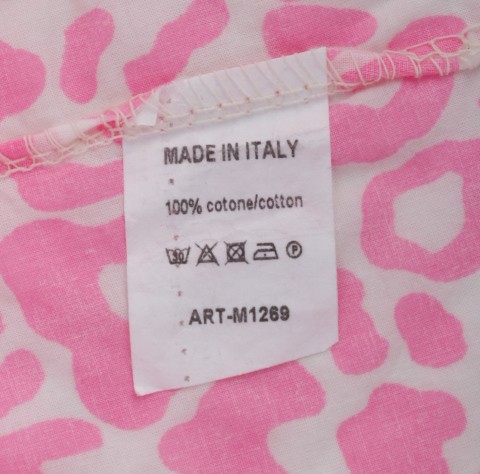 MADE IN ITALY
100% cotone/cotton
30 P
ART-M1269